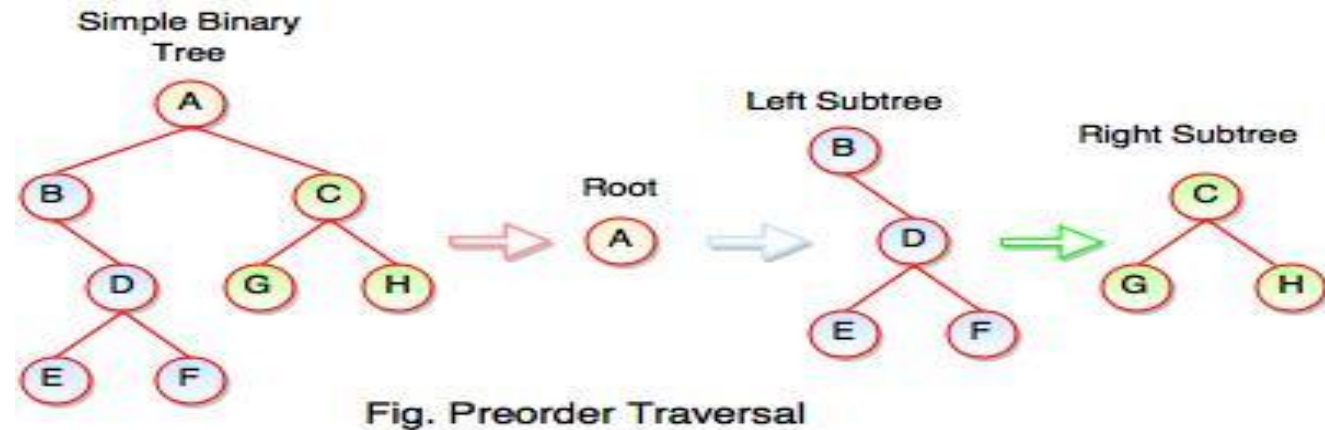 Simple Binary
Tree
A
B
C
D
G
H
E
F
Root
A
Left Subtree
B
D
E
F
Right Subtree
C
G
H
Fig. Preorder Traversal